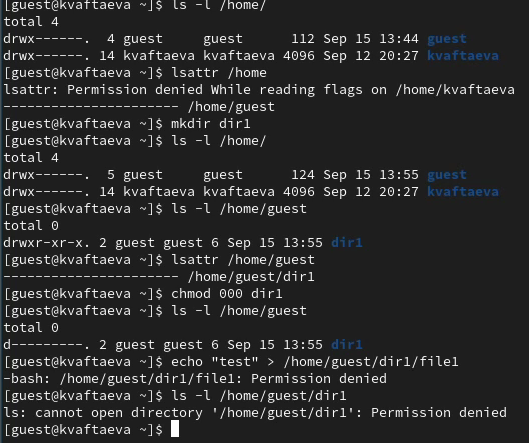 [guest@kvaftaeva ~]$ ls -l /home/
total 4
drwx------.  4 guest     guest      112 Sep 15 13:44 guest
drwx------. 14 kvaftaeva kvaftaeva 4096 Sep 12 20:27 kvaftaeva
[guest@kvaftaeva ~]$ lsattr /home
lsattr: Permission denied While reading flags on /home/kvaftaeva
---------------------- /home/guest
[guest@kvaftaeva ~]$ mkdir dir1
[guest@kvaftaeva ~]$ ls -l /home/
total 4
drwx------.  5 guest     guest      124 Sep 15 13:55 guest
drwx------. 14 kvaftaeva kvaftaeva 4096 Sep 12 20:27 kvaftaeva
[guest@kvaftaeva ~]$ ls -l /home/guest
total 0
drwxr-xr-x. 2 guest guest 6 Sep 15 13:55 dir1
[guest@kvaftaeva ~]$ lsattr /home/guest
---------------------- /home/guest/dir1
[guest@kvaftaeva ~]$ chmod 000 dir1
[guest@kvaftaeva ~]$ ls -l /home/guest
total 0
d---------. 2 guest guest 6 Sep 15 13:55 dir1
[guest@kvaftaeva ~]$ echo "test" > /home/guest/dir1/file1
-bash: /home/guest/dir1/file1: Permission denied
[guest@kvaftaeva ~]$ ls -l /home/guest/dir1
ls: cannot open directory '/home/guest/dir1': Permission denied
[guest@kvaftaeva ~]$